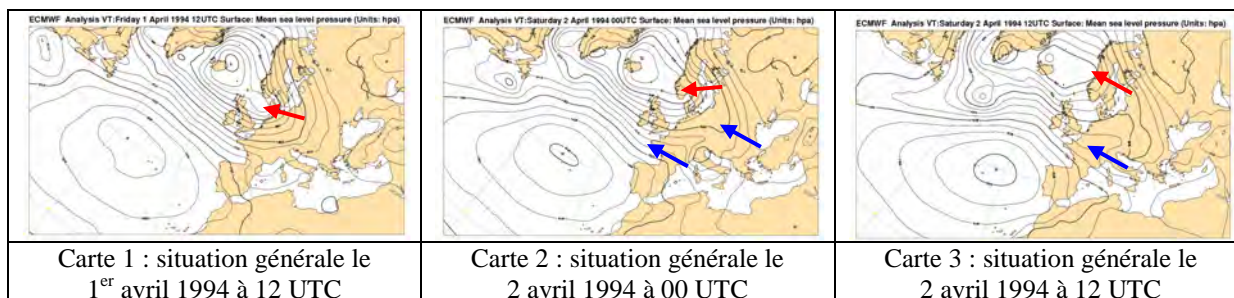 ECMWF Analysis VT:Friday 1 April 1994 12UTC Surface: Mean sea level pressure (Units: hpa)
ECMWF Analysis VT:Saturday 2 April 1994 00UTC Surface: Mean sea level pressure (Units: hpa)
ECMWF Analysis VT:Saturday 2 April 1994 12UTC Surface: Mean sea level pressure (Units: hpa)
Carte 1 : situation générale le
1er avril 1994 à 12 UTC
Carte 2 : situation générale le
2 avril 1994 à 00 UTC
Carte 3 : situation générale le
2 avril 1994 à 12 UTC